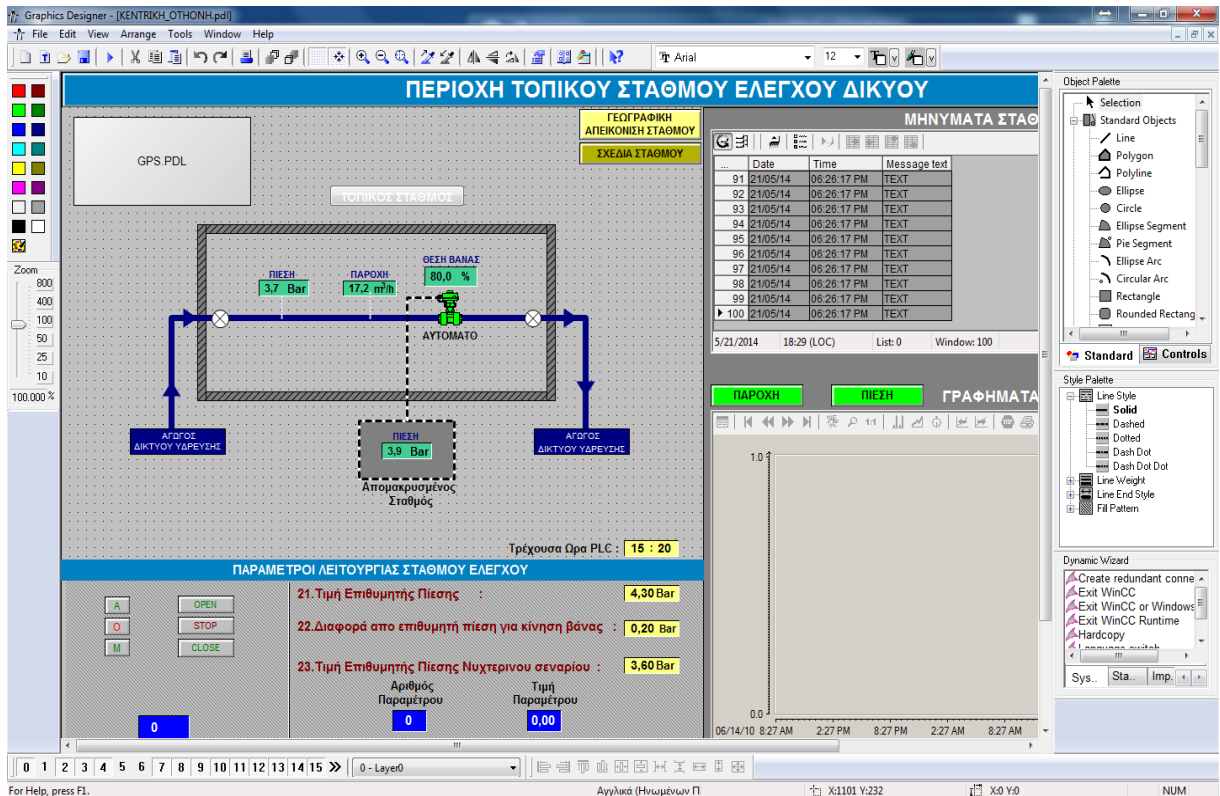 Graphics Designer - [KENTRIKH_OTHONH.pdl]
File Edit View Arrange Tools Window Help
Arial 12
ΠΕΡΙΟΧΗ ΤΟΠΙΚΟΥ ΣΤΑΘΜΟΥ ΕΛΕΓΧΟΥ ΔΙΚΥΟΥ
GPS.PDL
ΓΕΩΓΡΑΦΙΚΗ
ΑΠΕΙΚΟΝΙΣΗ ΣΤΑΘΜΟΥ
ΣΧΕΔΙΑ ΣΤΑΘΜΟΥ
ΤΟΠΙΚΟΣ ΣΤΑΘΜΟΣ
ΘΕΣΗ ΒΑΝΑΣ
80,0 %
ΠΙΕΣΗ
3,7 Bar
ΠΑΡΟΧΗ
17,2 m³/h
ΑΥΤΟΜΑΤΟ
ΑΓΩΓΟΣ
ΔΙΚΤΥΟΥ ΥΔΡΕΥΣΗΣ
ΠΙΕΣΗ
3,9 Bar
ΑΓΩΓΟΣ
ΔΙΚΤΥΟΥ ΥΔΡΕΥΣΗΣ
Απομακρυσμένος
Σταθμός
Τρέχουσα Ωρα PLC : 15 : 20
ΠΑΡΑΜΕΤΡΟΙ ΛΕΙΤΟΥΡΓΙΑΣ ΣΤΑΘΜΟΥ ΕΛΕΓΧΟΥ
A OPEN
O STOP
M CLOSE
0
21.Τιμή Επιθυμητής Πίεσης : 4,30 Bar
22.Διαφορά απο επιθυμητή πίεση για κίνηση βάνας : 0,20 Bar
23.Τιμή Επιθυμητής Πίεσης Νυχτερινου σεναρίου : 3,60 Bar
Αριθμός
Παραμέτρου
0
Τιμή
Παραμέτρου
0,00
ΜΗΝΥΜΑΤΑ ΣΤΑΘ
... Date Time Message text
91 21/05/14 06:26:17 PM TEXT
92 21/05/14 06:26:17 PM TEXT
93 21/05/14 06:26:17 PM TEXT
94 21/05/14 06:26:17 PM TEXT
95 21/05/14 06:26:17 PM TEXT
96 21/05/14 06:26:17 PM TEXT
97 21/05/14 06:26:17 PM TEXT
98 21/05/14 06:26:17 PM TEXT
99 21/05/14 06:26:17 PM TEXT
100 21/05/14 06:26:17 PM TEXT
5/21/2014 18:29 (LOC) List: 0 Window: 100
ΠΑΡΟΧΗ ΠΙΕΣΗ ΓΡΑΦΗΜΑΤΑ
1:1
1.0
0.0
06/14/10 8:27 AM 2:27 PM 8:27 PM 2:27 AM 8:27 AM
Zoom
800
400
100
50
25
10
100.000 %
Object Palette
Selection
Standard Objects
Line
Polygon
Polyline
Ellipse
Circle
Ellipse Segment
Pie Segment
Ellipse Arc
Circular Arc
Rectangle
Rounded Rectang
Standard Controls
Style Palette
Line Style
Solid
Dashed
Dotted
Dash Dot
Dash Dot Dot
Line Weight
Line End Style
Fill Pattern
Dynamic Wizard
Create redundant conne
Exit WinCC
Exit WinCC or Windows
Exit WinCC Runtime
Hardcopy
Language switch
Sys... Sta... Imp.
0 1 2 3 4 5 6 7 8 9 10 11 12 13 14 15 0 - Layer0
For Help, press F1. Αγγλικά (Ηνωμένων Π X:1101 Y:232 X:0 Y:0 NUM